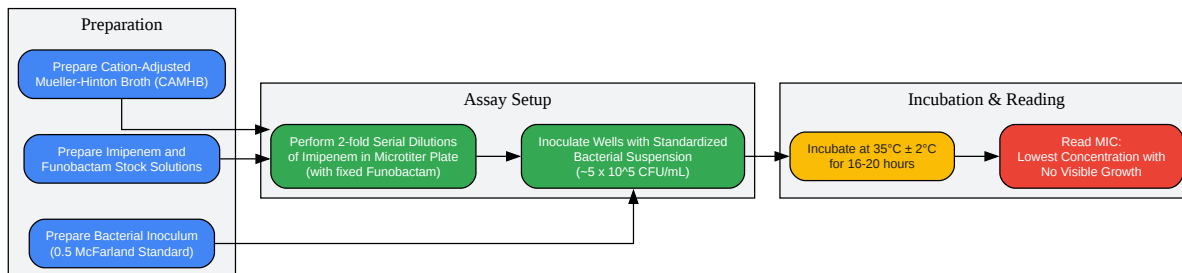 Preparation
Prepare Cation-Adjusted
Mueller-Hinton Broth (CAMHB)
Prepare Imipenem and
Funobactam Stock Solutions
Prepare Bacterial Inoculum
(0.5 McFarland Standard)
Assay Setup
Perform 2-fold Serial Dilutions
of Imipenem in Microtiter Plate
(with fixed Funobactam)
Inoculate Wells with Standardized
Bacterial Suspension
(~5 x 10^5 CFU/mL)
Incubation & Reading
Incubate at 35°C ± 2°C
for 16-20 hours
Read MIC:
Lowest Concentration with
No Visible Growth